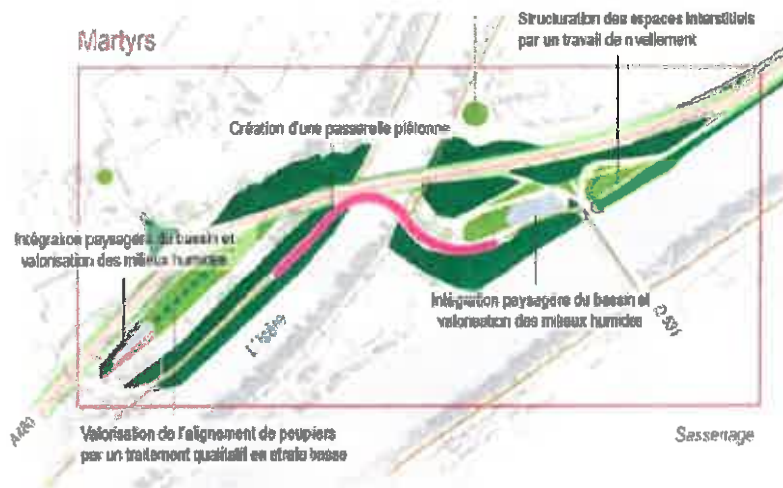 Structuration des espaces interstitiels
par un travail de nivellement
Martyrs
Création d'une passerelle piétonne
Intégration paysagère du bassin et
valorisation des milieux humides
Intégration paysagère du bassin et
valorisation des milieux humides
L'Isère
D 531
A480
Valorisation de l'alignement de peupliers
par un traitement qualitatif en strate basse
Sassenage